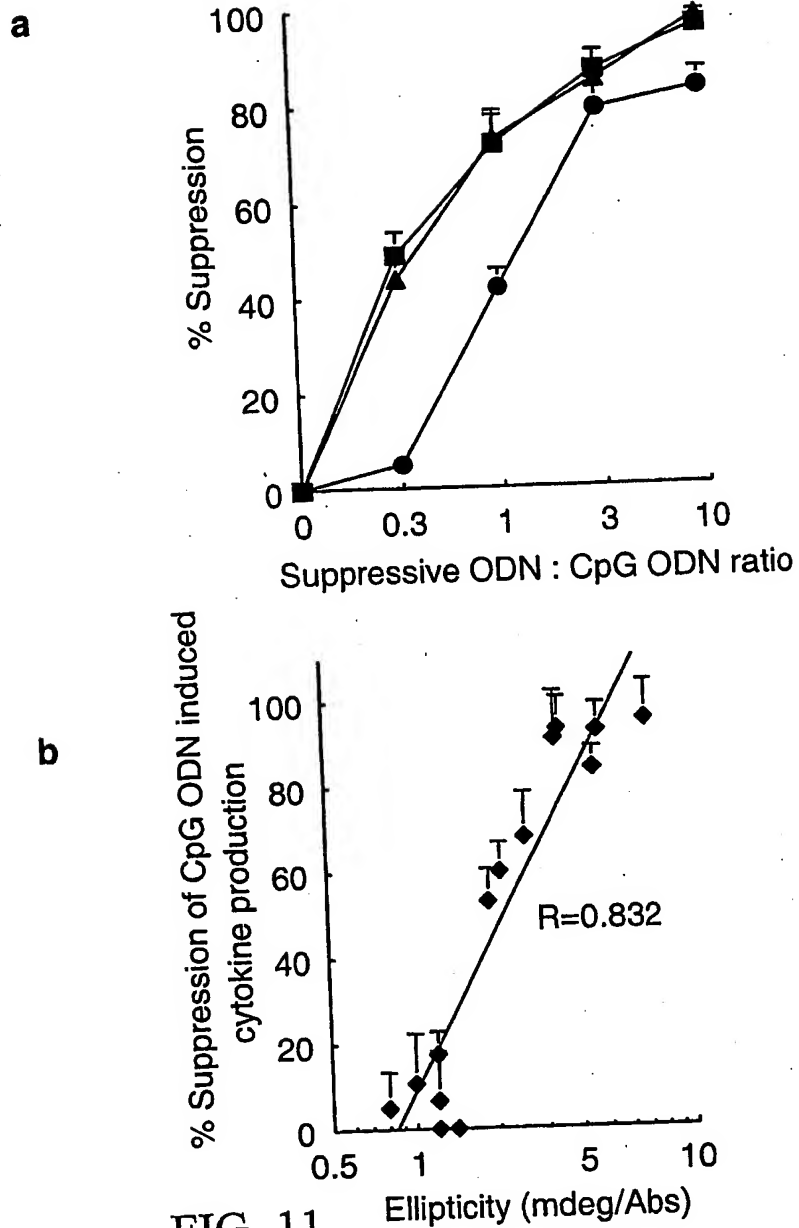 a
100
80
60
40
20
0
% Suppression
0 0.3 1 3 10
Suppressive ODN : CpG ODN ratio
b
% Suppression of CpG ODN induced
cytokine production
100
80
60
40
20
0
R=0.832
0.5 1 5 10
Ellipticity (mdeg/Abs)
FIG. 11